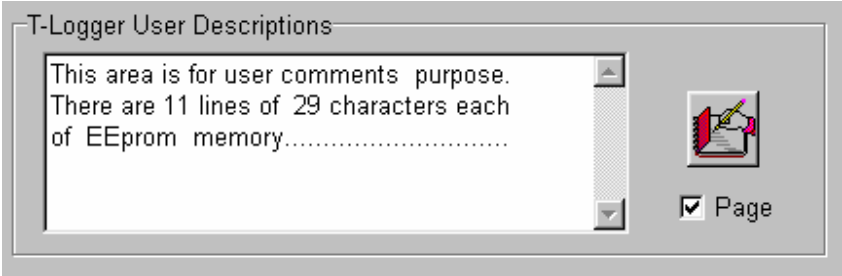 T-Logger User Descriptions
This area is for user comments  purpose.
There are 11 lines of  29 characters each
of  EEprom  memory.............................
Page